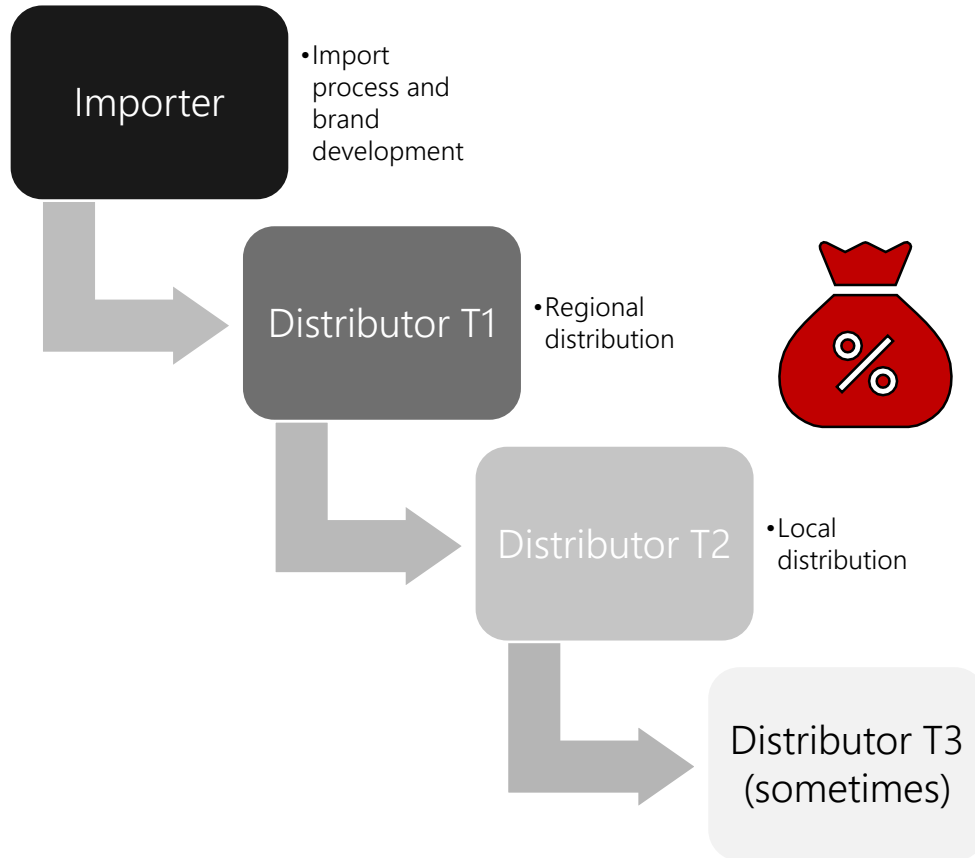 Importer
•Import
process and
brand
development
Distributor T1
•Regional
distribution
%
Distributor T2
•Local
distribution
Distributor T3
(sometimes)